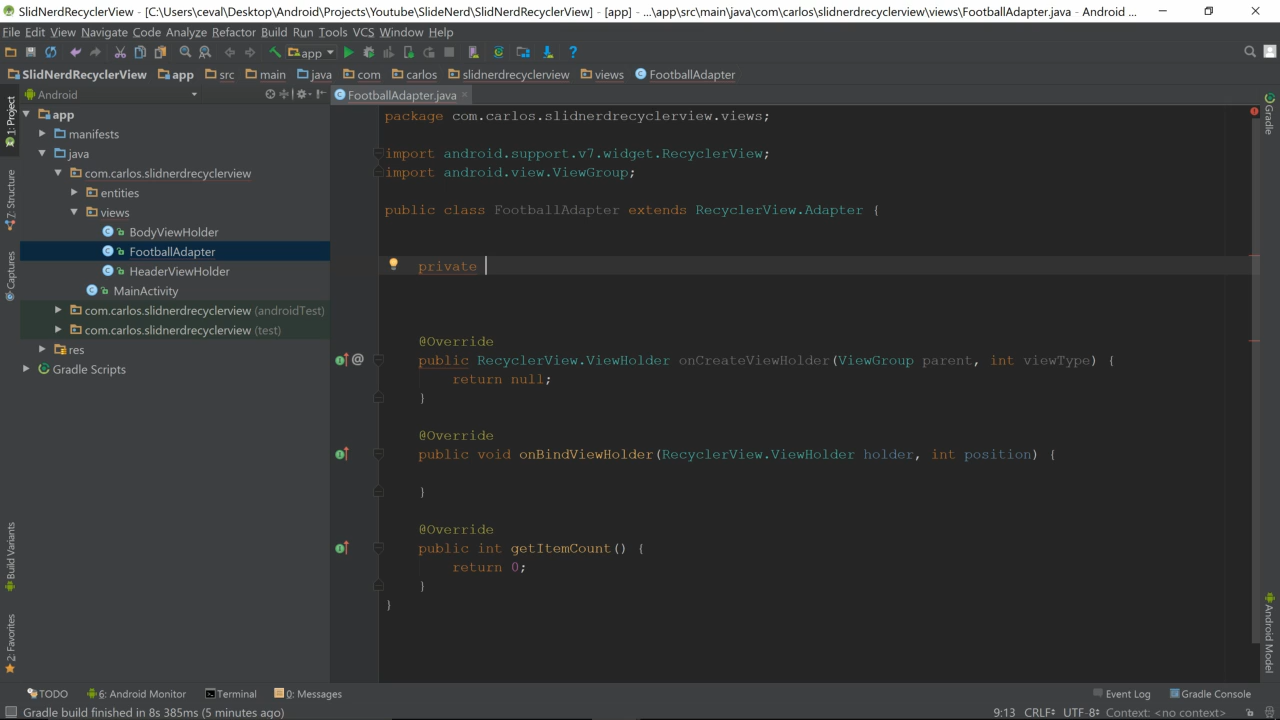 SlidNerdRecyclerView - [C:\Users\ceval\Desktop\Android\Projects\Youtube\SlideNerd\SlidNerdRecyclerView] - [app] - ...\app\src\main\java\com\carlos\slidnerdrecyclerview\views\FootballAdapter.java - Android ...
File Edit View Navigate Code Analyze Refactor Build Run Tools VCS Window Help
app
SlidNerdRecyclerView app src main java com carlos slidnerdrecyclerview views FootballAdapter
Android
FootballAdapter.java
1: Project
Z: Structure
Captures
Build Variants
2: Favorites
app
manifests
java
com.carlos.slidnerdrecyclerview
entities
views
BodyViewHolder
FootballAdapter
HeaderViewHolder
MainActivity
com.carlos.slidnerdrecyclerview (androidTest)
com.carlos.slidnerdrecyclerview (test)
res
Gradle Scripts
package com.carlos.slidnerdrecyclerview.views;
import android.support.v7.widget.RecyclerView;
import android.view.ViewGroup;
public class FootballAdapter extends RecyclerView.Adapter {
private
@Override
public RecyclerView.ViewHolder onCreateViewHolder(ViewGroup parent, int viewType) {
return null;
}
@Override
public void onBindViewHolder(RecyclerView.ViewHolder holder, int position) {
}
@Override
public int getItemCount() {
return 0;
}
}
Gradle
Android Model
TODO 6: Android Monitor Terminal 0: Messages Event Log Gradle Console
Gradle build finished in 8s 385ms (5 minutes ago) 9:13 CRLF UTF-8 Context: <no context>